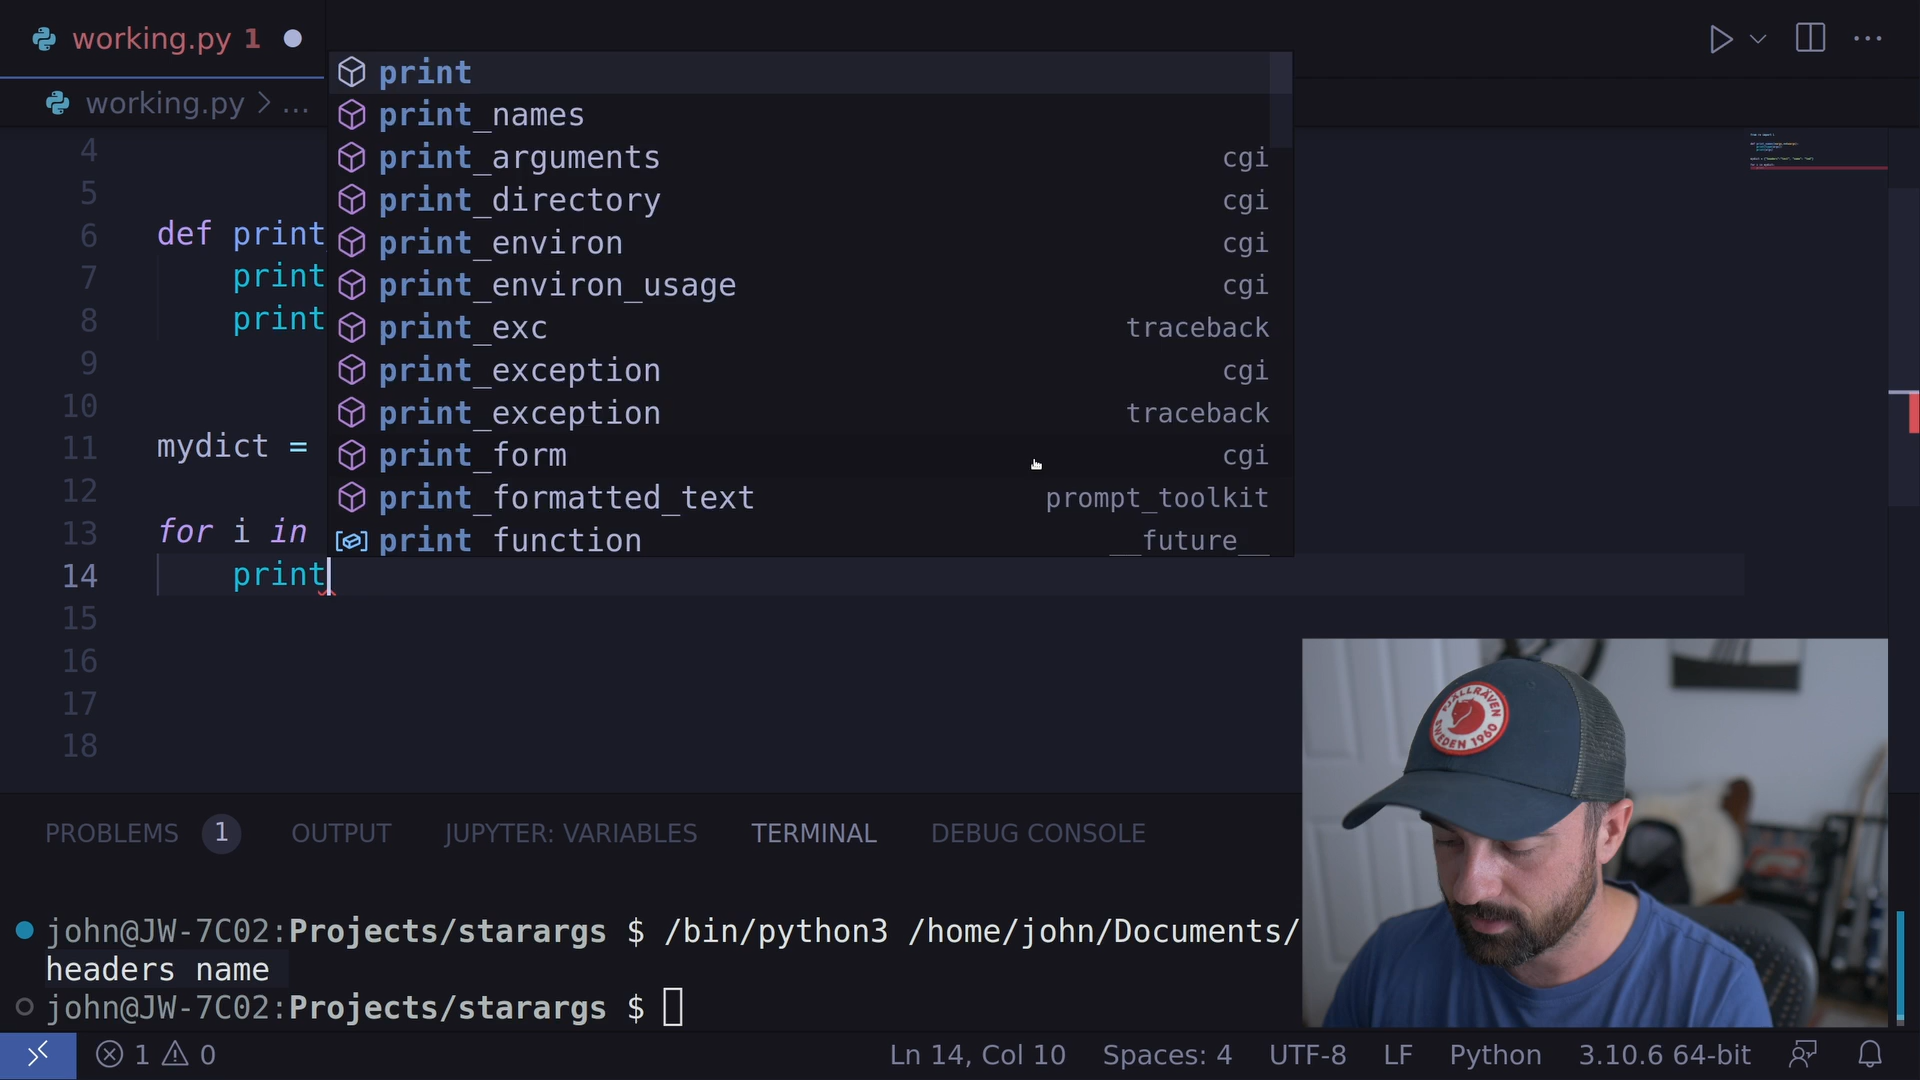 working.py 1
working.py > ...
print
print_names
print_arguments cgi
print_directory cgi
print_environ cgi
print_environ_usage cgi
print_exc traceback
print_exception cgi
print_exception traceback
print_form cgi
print_formatted_text prompt_toolkit
print_function __future__
4
5
6 def print
7 print
8 print
9
10
11 mydict =
12
13 for i in
14 print
15
16
17
18
FJÄLLRÄVEN
SWEDEN 1960
PROBLEMS 1 OUTPUT JUPYTER: VARIABLES TERMINAL DEBUG CONSOLE
john@JW-7C02:Projects/starargs $ /bin/python3 /home/john/Documents/
headers name
john@JW-7C02:Projects/starargs $
1 0 Ln 14, Col 10 Spaces: 4 UTF-8 LF Python 3.10.6 64-bit